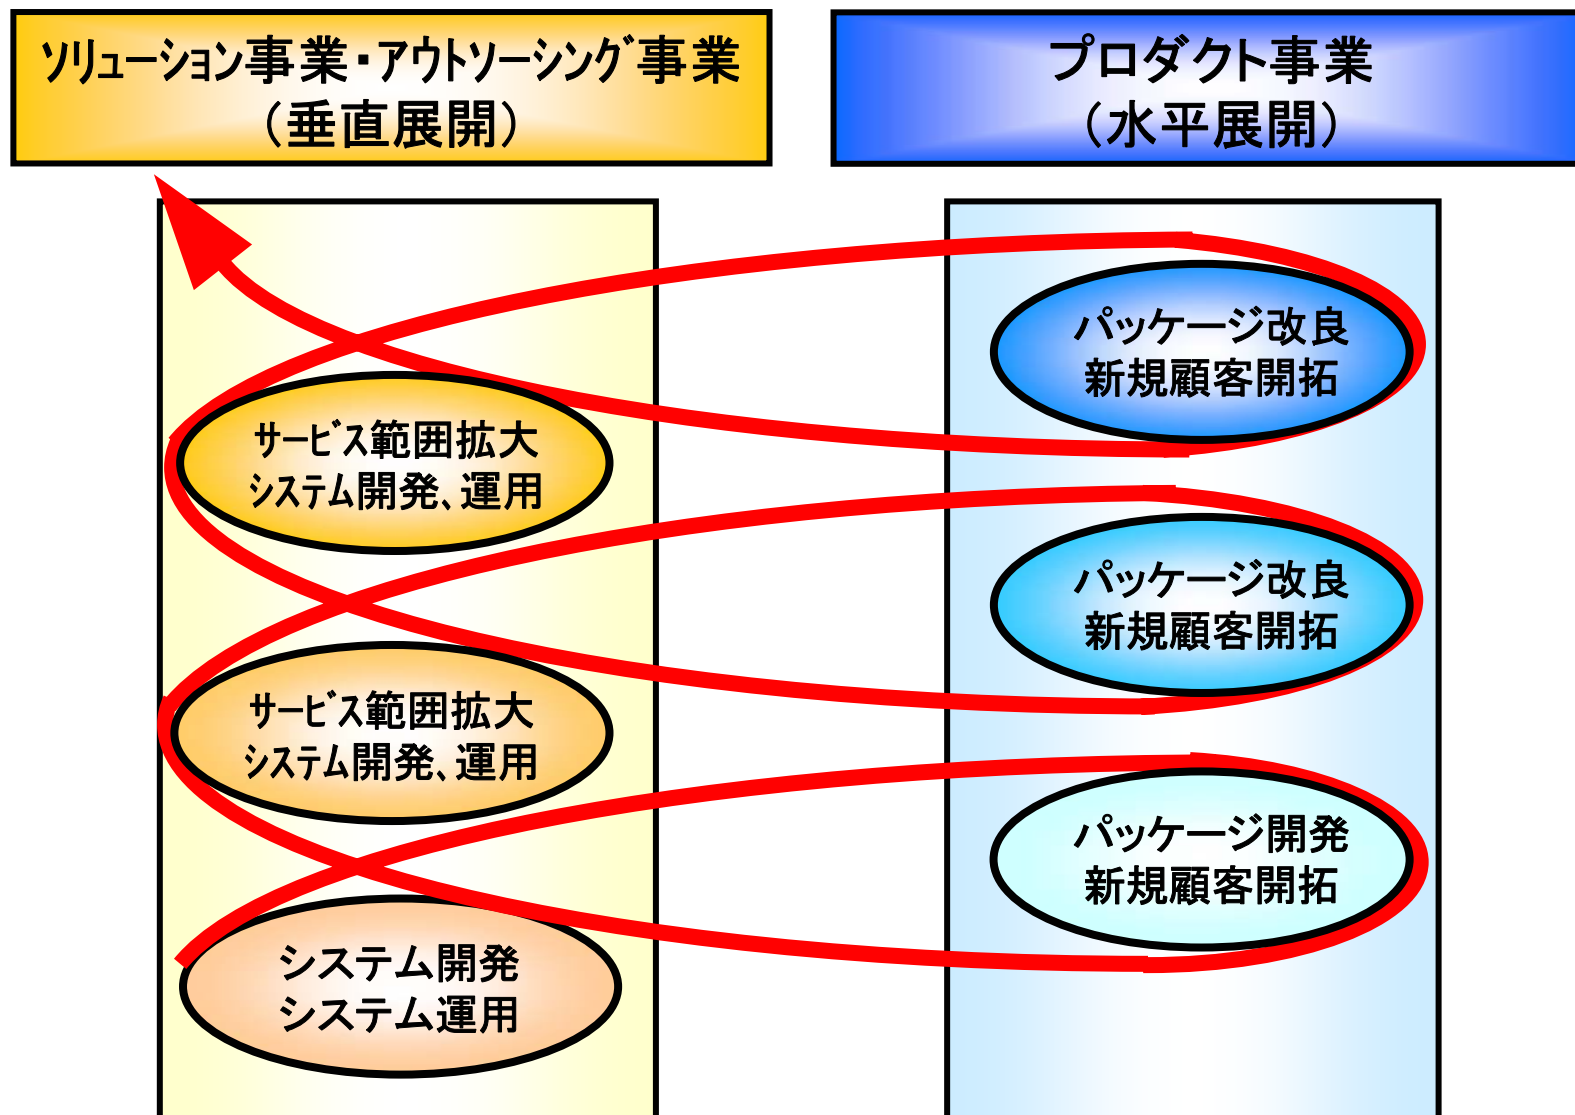 ソリューション事業・アウトソーシング事業
(垂直展開)
プロダクト事業
(水平展開)
パッケージ改良
新規顧客開拓
サービス範囲拡大
システム開発、運用
パッケージ改良
新規顧客開拓
サービス範囲拡大
システム開発、運用
パッケージ開発
新規顧客開拓
システム開発
システム運用